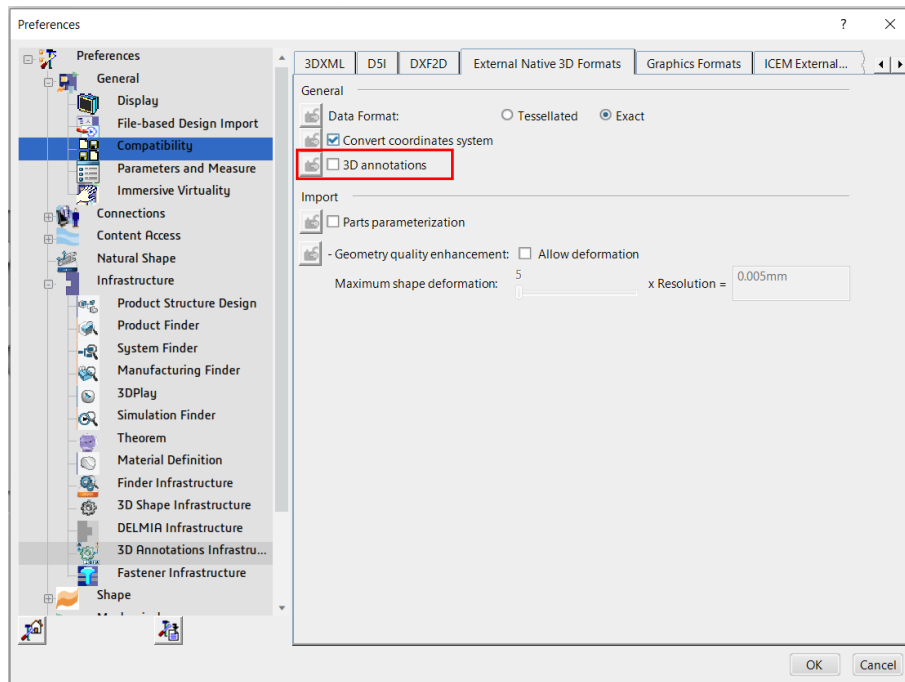 Preferences
?
Preferences
General
Display
File-based Design Import
Compatibility
Parameters and Measure
Immersive Virtuality
Connections
Content Access
Natural Shape
Infrastructure
Product Structure Design
Product Finder
System Finder
Manufacturing Finder
3DPlay
Simulation Finder
Theorem
Material Definition
Finder Infrastructure
3D Shape Infrastructure
DELMIA Infrastructure
3D Annotations Infrastru...
Fastener Infrastructure
Shape
3DXML D5I DXF2D External Native 3D Formats Graphics Formats ICEM External...
General
Data Format: Tessellated Exact
Convert coordinates system
3D annotations
Import
Parts parameterization
- Geometry quality enhancement: Allow deformation
Maximum shape deformation: 5 x Resolution = 0.005mm
OK Cancel